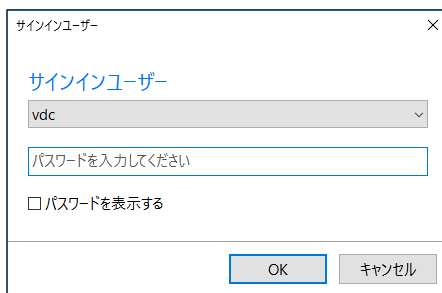 サインインユーザー
サインインユーザー
vdc
パスワードを入力してください
パスワードを表示する
OK キャンセル